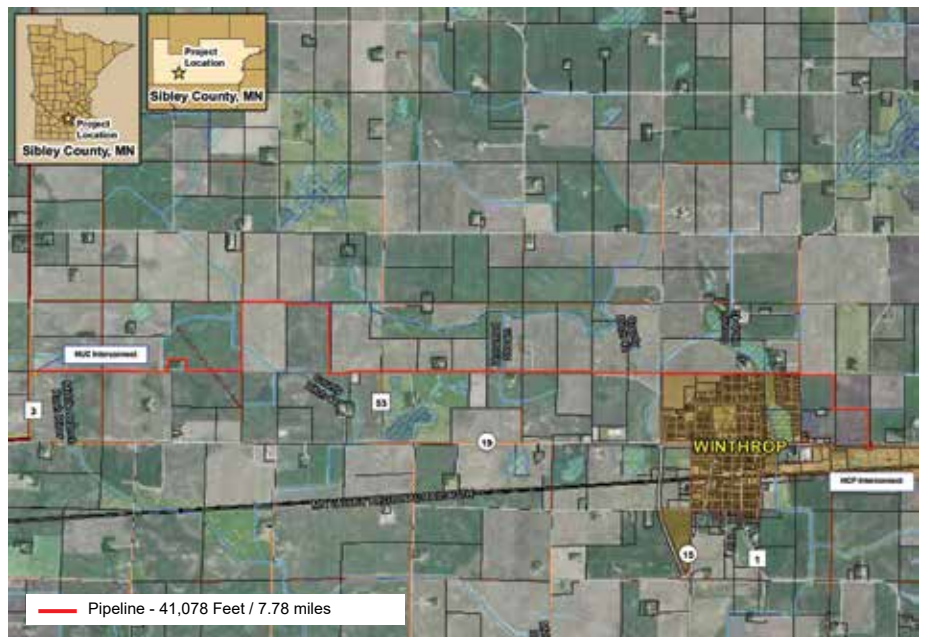 Project
Location
Sibley County, MN
Project
Location
Sibley County, MN
HUC Interconnect
3
53
19
WINTHROP
HCP Interconnect
15
1
Pipeline - 41,078 Feet / 7.78 miles